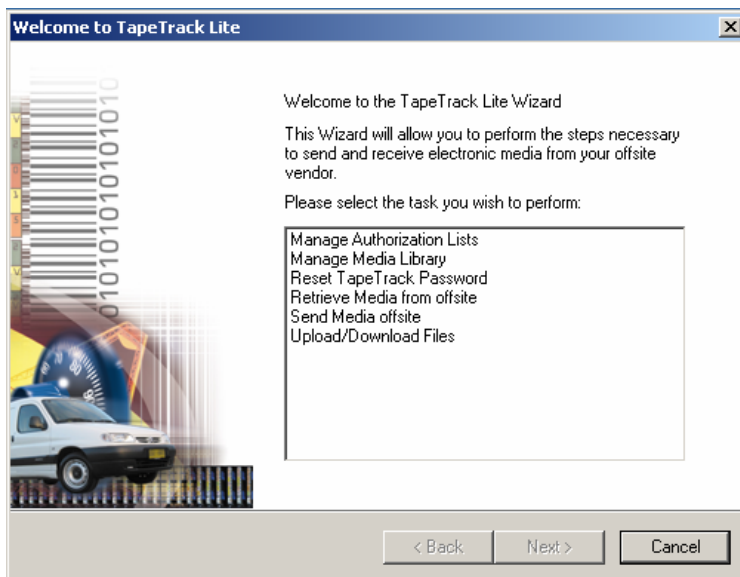 Welcome to TapeTrack Lite
Welcome to the TapeTrack Lite Wizard
This Wizard will allow you to perform the steps necessary
to send and receive electronic media from your offsite
vendor.
Please select the task you wish to perform:
Manage Authorization Lists
Manage Media Library
Reset TapeTrack Password
Retrieve Media from offsite
Send Media offsite
Upload/Download Files
01010101010
< Back
Next >
Cancel